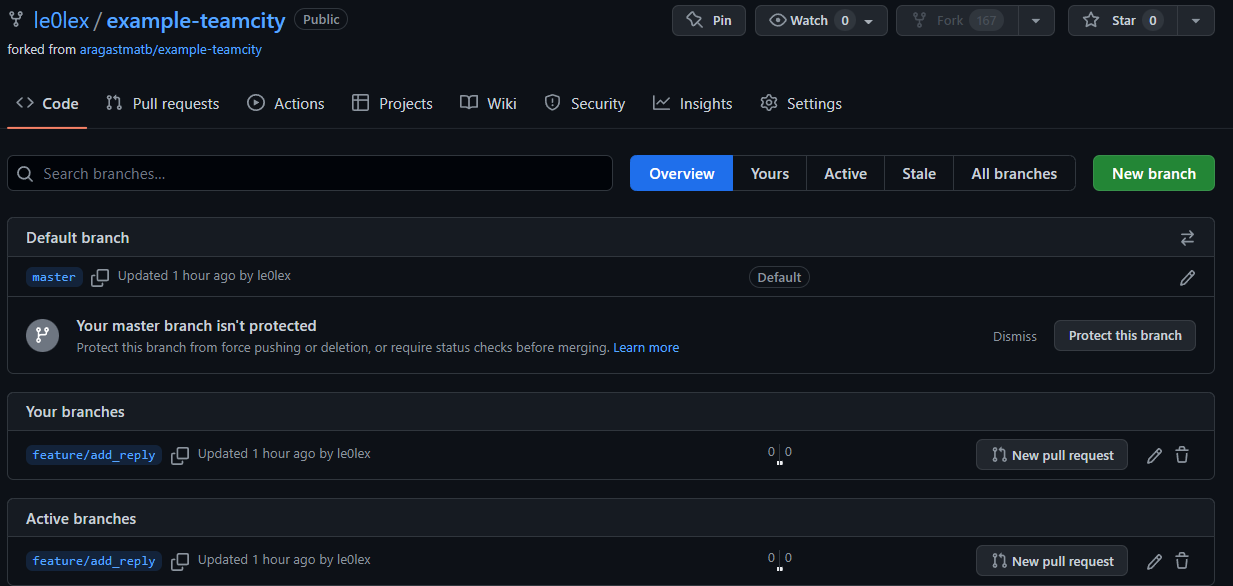 le0lex / example-teamcity Public Pin Watch 0 Fork 167 Star 0
forked from aragastmatb/example-teamcity
Code Pull requests Actions Projects Wiki Security Insights Settings
Search branches... Overview Yours Active Stale All branches New branch
Default branch
master Updated 1 hour ago by le0lex Default
Your master branch isn't protected
Protect this branch from force pushing or deletion, or require status checks before merging. Learn more
Dismiss Protect this branch
Your branches
feature/add_reply Updated 1 hour ago by le0lex 0 0 New pull request
Active branches
feature/add_reply Updated 1 hour ago by le0lex 0 0 New pull request